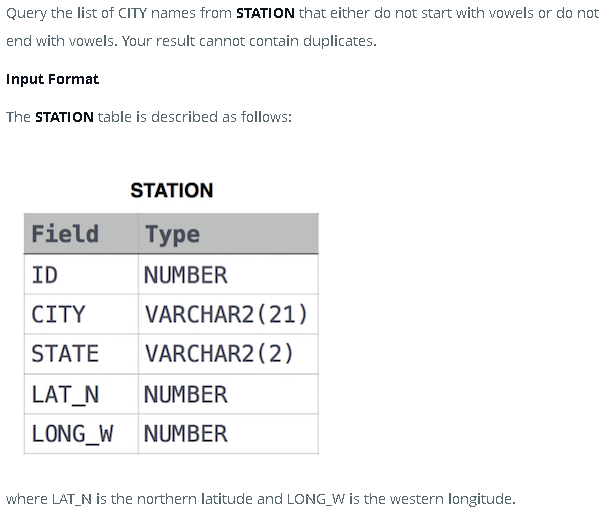 Query the list of CITY names from STATION that either do not start with vowels or do not
end with vowels. Your result cannot contain duplicates.
Input Format
The STATION table is described as follows:
STATION
Field Type
ID NUMBER
CITY VARCHAR2(21)
STATE VARCHAR2(2)
LAT_N NUMBER
LONG_W NUMBER
where LAT_N is the northern latitude and LONG_W is the western longitude.